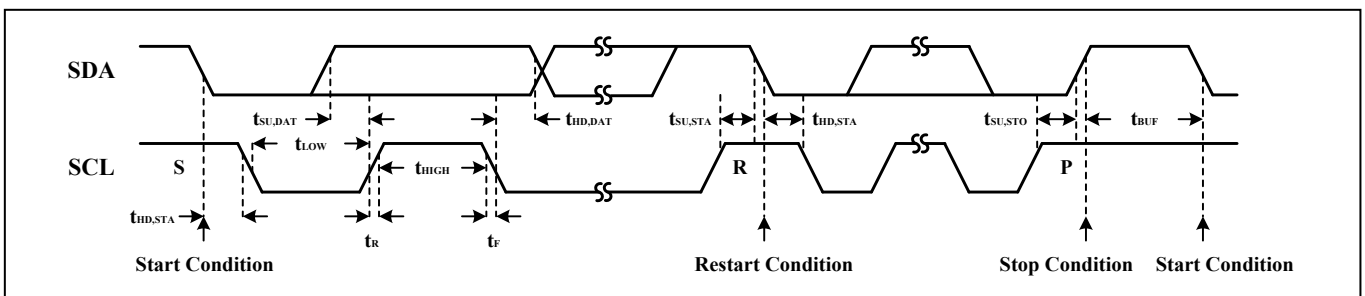 SDA
tSU,DAT
tHD,DAT
tSU,STA
tHD,STA
tSU,STO
tBUF
tLOW
SCL
S
tHIGH
R
P
tHD,STA
tR
tF
Start Condition
Restart Condition
Stop Condition
Start Condition